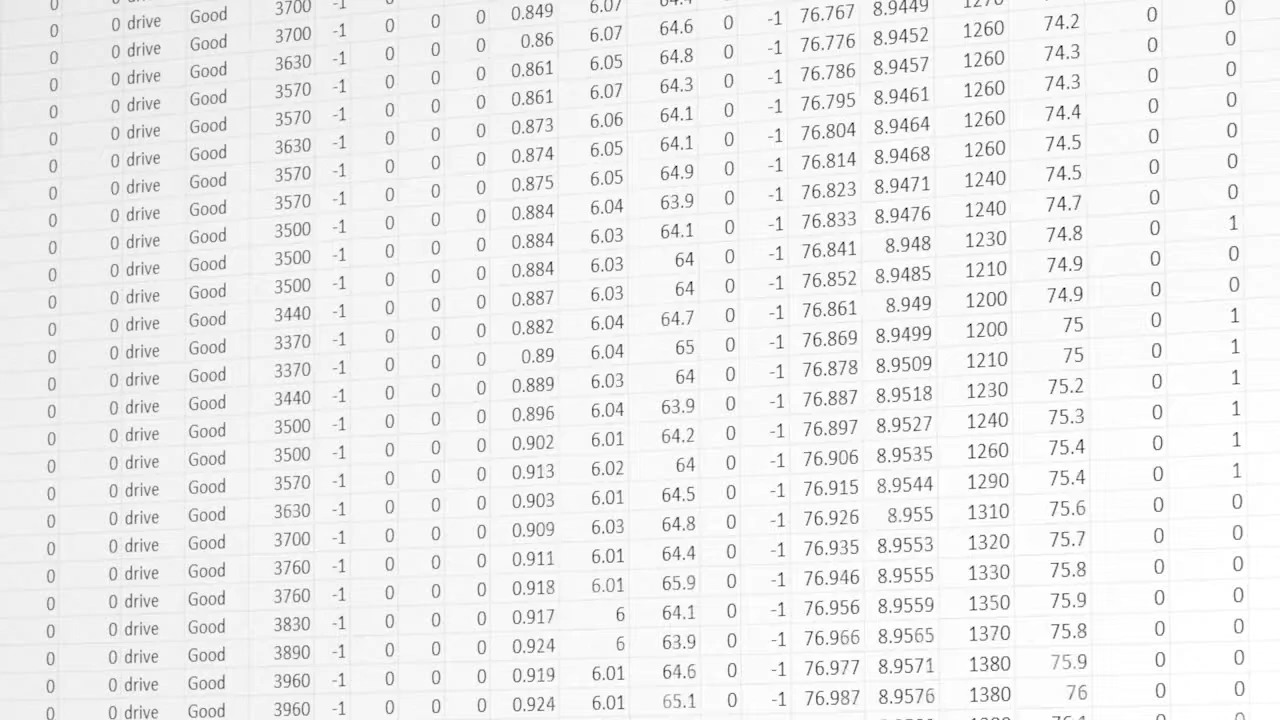 0 drive Good 3700 -1
0 0 drive Good 3700 -1 0 0 0.849 6.07
0 0 drive Good 3630 -1 0 0 0.86 6.07 64.6 0 -1 76.767 8.9449 1270
0 0 drive Good 3570 -1 0 0 0.861 6.05 64.8 0 -1 76.776 8.9452 1260 74.2 0 0
0 0 drive Good 3570 -1 0 0 0.861 6.07 64.3 0 -1 76.786 8.9457 1260 74.3 0 0
0 0 drive Good 3630 -1 0 0 0.873 6.06 64.1 0 -1 76.795 8.9461 1260 74.3 0 0
0 0 drive Good 3570 -1 0 0 0.874 6.05 64.1 0 -1 76.804 8.9464 1260 74.4 0 0
0 0 drive Good 3570 -1 0 0 0.875 6.05 64.9 0 -1 76.814 8.9468 1260 74.5 0 0
0 0 drive Good 3500 -1 0 0 0.884 6.04 63.9 0 -1 76.823 8.9471 1240 74.5 0 0
0 0 drive Good 3500 -1 0 0 0.884 6.03 64.1 0 -1 76.833 8.9476 1240 74.7 0 0
0 0 drive Good 3500 -1 0 0 0.884 6.03 64 0 -1 76.841 8.948 1230 74.8 0 1
0 0 drive Good 3440 -1 0 0 0.887 6.03 64 0 -1 76.852 8.9485 1210 74.9 0 0
0 0 drive Good 3370 -1 0 0 0.882 6.04 64.7 0 -1 76.861 8.949 1200 74.9 0 0
0 0 drive Good 3370 -1 0 0 0.89 6.04 65 0 -1 76.869 8.9499 1200 75 0 1
0 0 drive Good 3440 -1 0 0 0.889 6.03 64 0 -1 76.878 8.9509 1210 75 0 1
0 0 drive Good 3500 -1 0 0 0.896 6.04 63.9 0 -1 76.887 8.9518 1230 75.2 0 1
0 0 drive Good 3500 -1 0 0 0.902 6.01 64.2 0 -1 76.897 8.9527 1240 75.3 0 1
0 0 drive Good 3570 -1 0 0 0.913 6.02 64 0 -1 76.906 8.9535 1260 75.4 0 1
0 0 drive Good 3630 -1 0 0 0.903 6.01 64.5 0 -1 76.915 8.9544 1290 75.4 0 1
0 0 drive Good 3700 -1 0 0 0.909 6.03 64.8 0 -1 76.926 8.955 1310 75.6 0 0
0 0 drive Good 3760 -1 0 0 0.911 6.01 64.4 0 -1 76.935 8.9553 1320 75.7 0 0
0 0 drive Good 3760 -1 0 0 0.918 6.01 65.9 0 -1 76.946 8.9555 1330 75.8 0 0
0 0 drive Good 3830 -1 0 0 0.917 6 64.1 0 -1 76.956 8.9559 1350 75.9 0 0
0 0 drive Good 3890 -1 0 0 0.924 6 63.9 0 -1 76.966 8.9565 1370 75.8 0 0
0 0 drive Good 3960 -1 0 0 0.919 6.01 64.6 0 -1 76.977 8.9571 1380 75.9 0 0
0 0 drive Good 3960 -1 0 0 0.924 6.01 65.1 0 -1 76.987 8.9576 1380 76 0 0